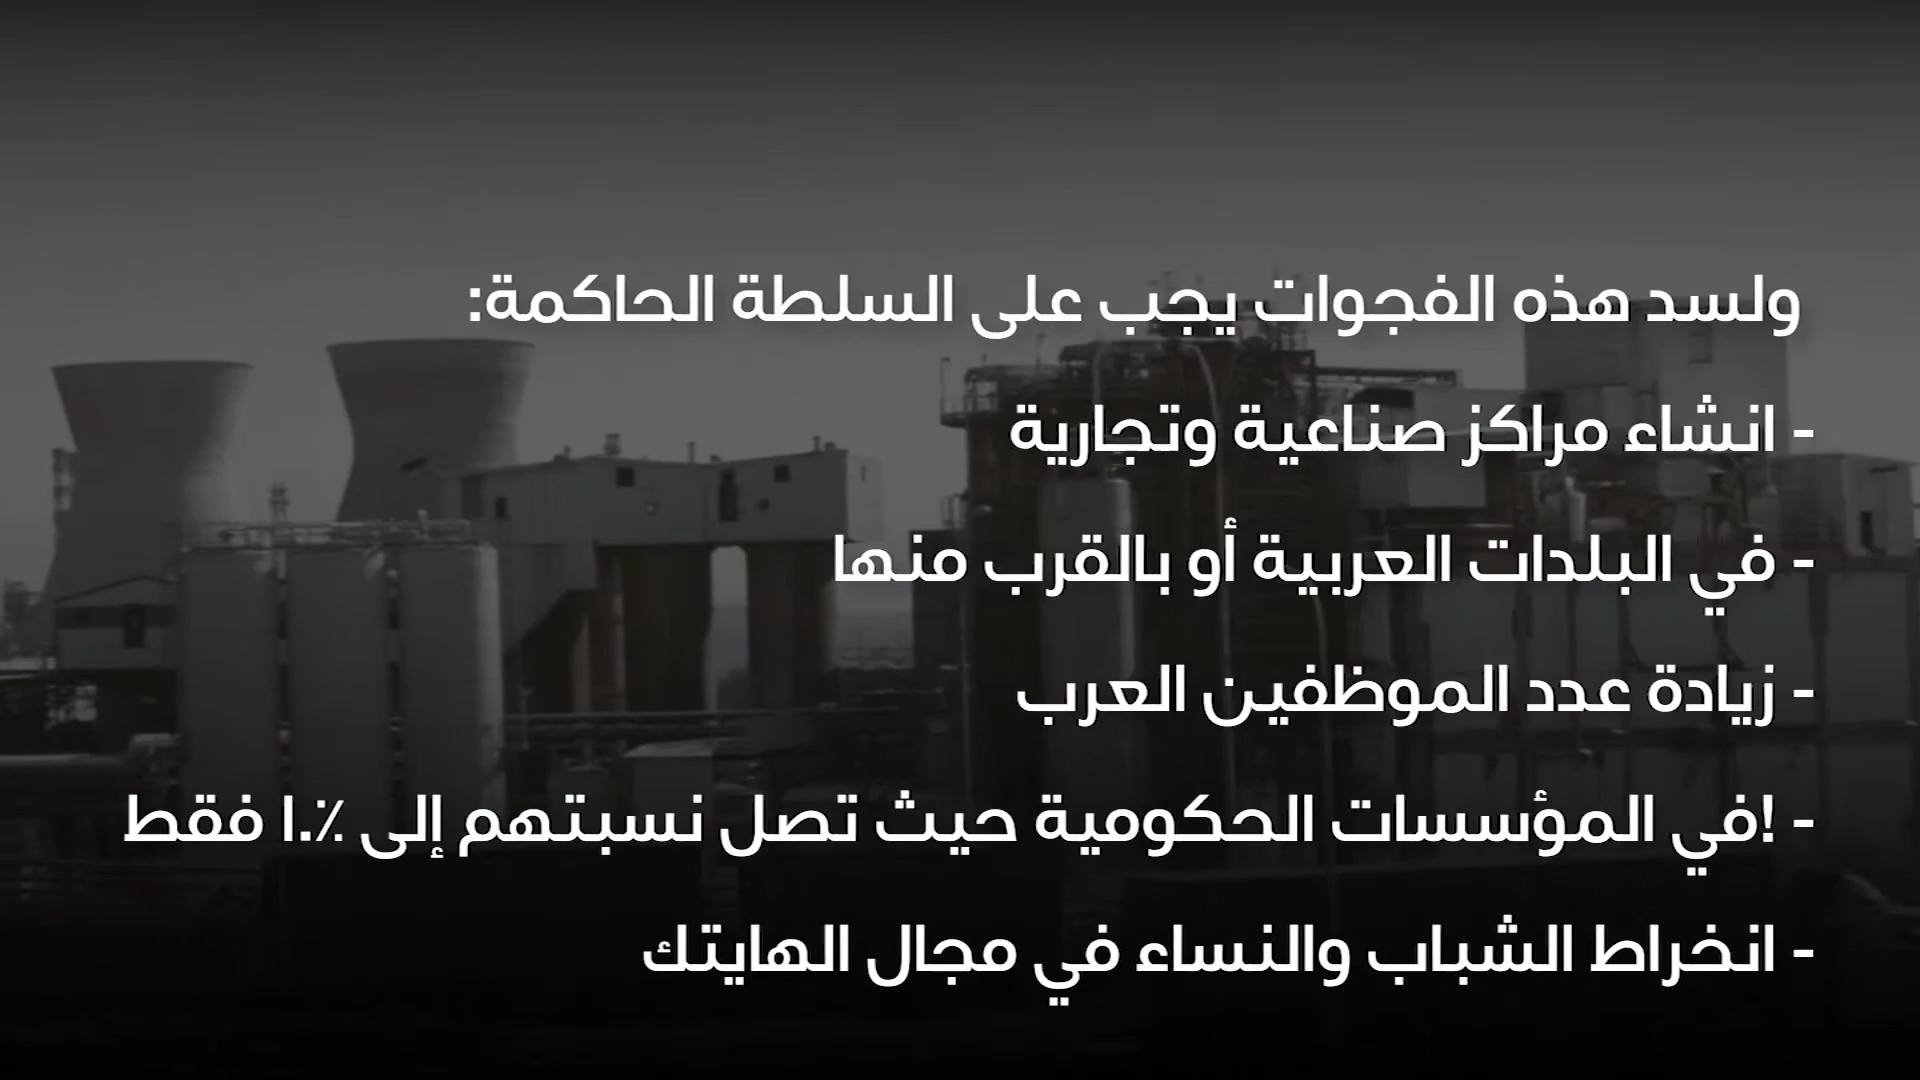 ولسد هذه الفجوات يجب على السلطة الحاكمة:
- انشاء مراكز صناعية وتجارية
- في البلدات العربية أو بالقرب منها
- زيادة عدد الموظفين العرب
- !في المؤسسات الحكومية حيث تصل نسبتهم إلى ١٠٪ فقط
- انخراط الشباب والنساء في مجال الهايتك